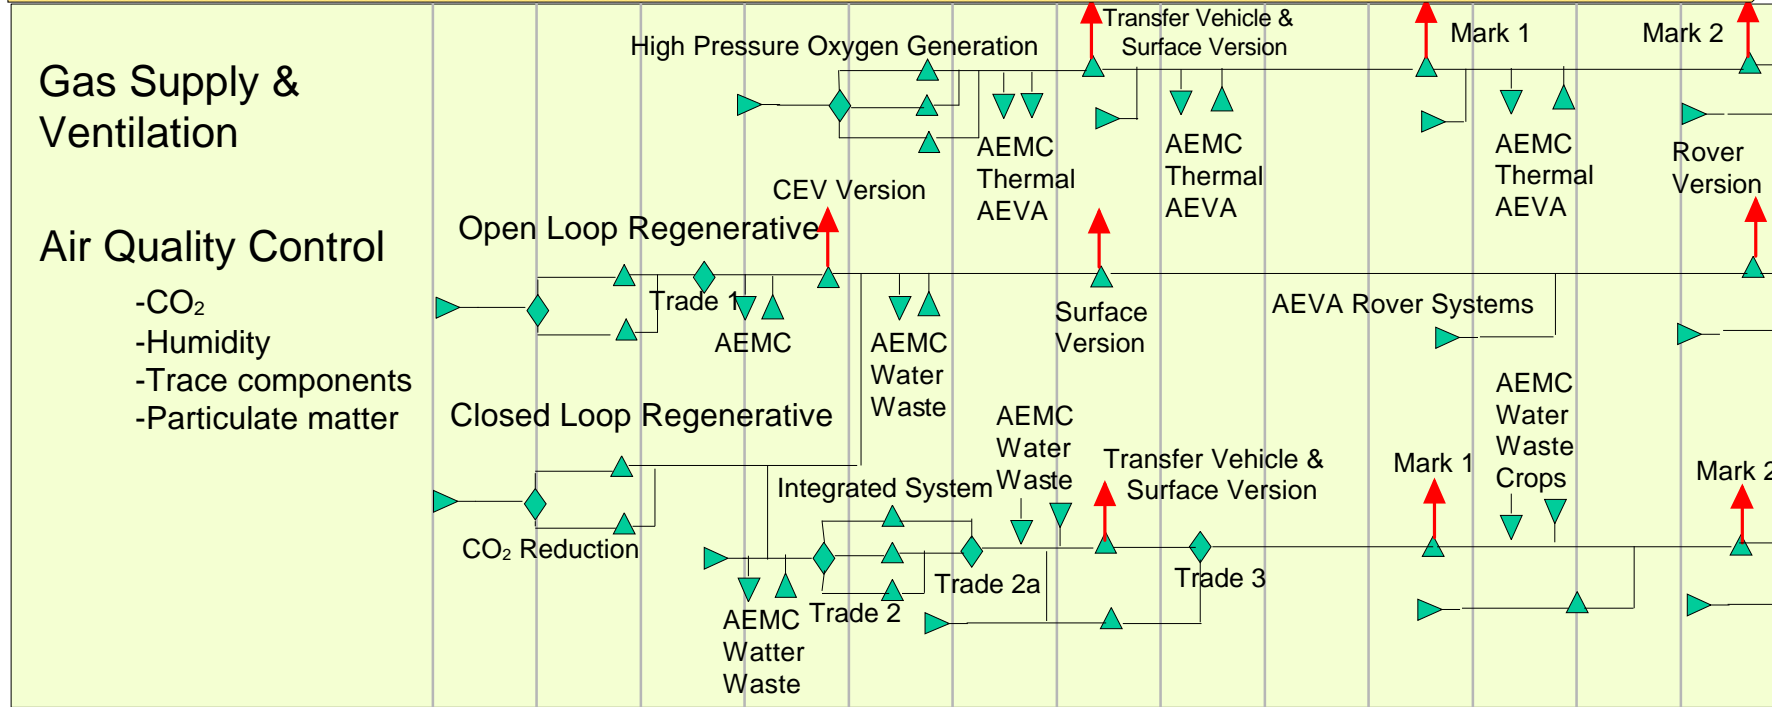 Gas Supply &
Ventilation
High Pressure Oxygen Generation
Transfer Vehicle &
Surface Version
Mark 1
Mark 2
AEMC
Thermal
AEVA
AEMC
Thermal
AEVA
AEMC
Thermal
AEVA
Rover
Version
Air Quality Control
-CO₂
-Humidity
-Trace components
-Particulate matter
CEV Version
Open Loop Regenerative
Trade 1
AEMC
AEMC
Water
Waste
Surface
Version
AEVA Rover Systems
Closed Loop Regenerative
CO₂ Reduction
Integrated System
AEMC
Water
Waste
Transfer Vehicle &
Surface Version
Mark 1
AEMC
Water
Waste
Crops
Mark 2
AEMC
Watter
Waste
Trade 2
Trade 2a
Trade 3